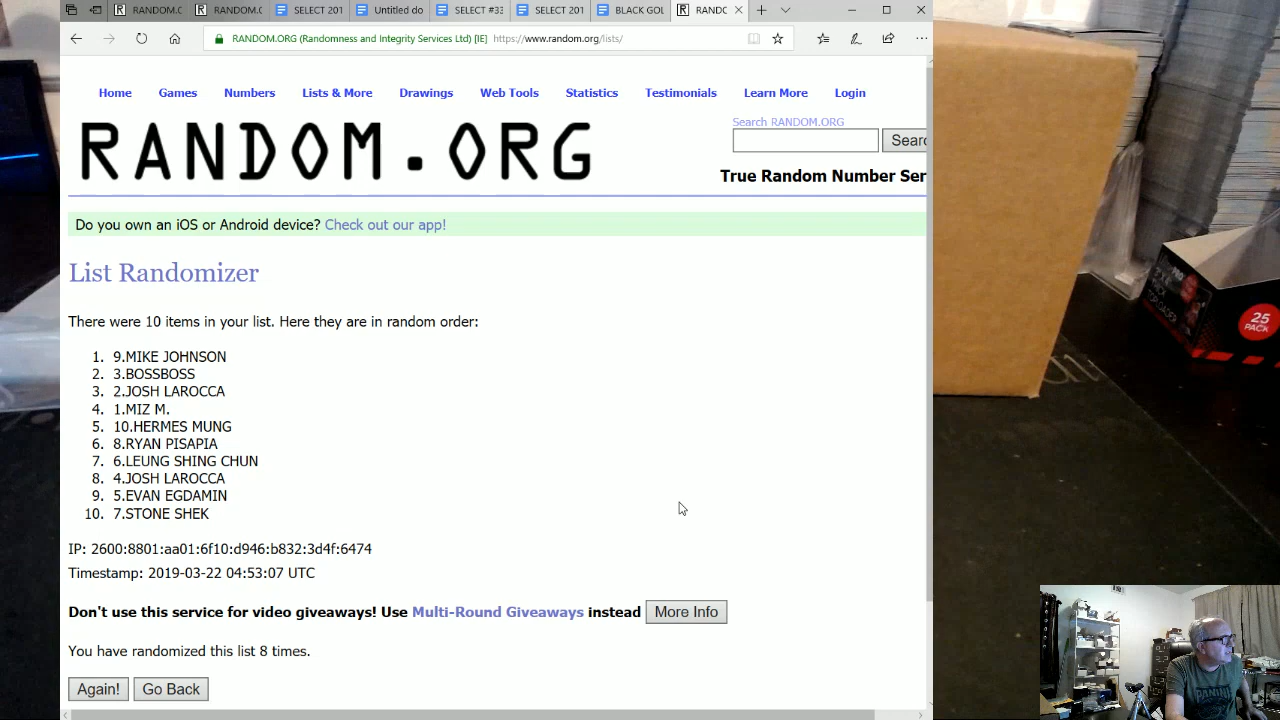 RANDOM.O
RANDOM.O
SELECT 201
Untitled do
SELECT #33
SELECT 201
BLACK GOL
RANDO
RANDOM.ORG (Randomness and Integrity Services Ltd) [IE] https://www.random.org/lists/
Home Games Numbers Lists & More Drawings Web Tools Statistics Testimonials Learn More Login
RANDOM.ORG
Search RANDOM.ORG
Searc
True Random Number Ser
Do you own an iOS or Android device? Check out our app!
List Randomizer
There were 10 items in your list. Here they are in random order:
1. 9.MIKE JOHNSON
2. 3.BOSSBOSS
3. 2.JOSH LAROCCA
4. 1.MIZ M.
5. 10.HERMES MUNG
6. 8.RYAN PISAPIA
7. 6.LEUNG SHING CHUN
8. 4.JOSH LAROCCA
9. 5.EVAN EGDAMIN
10. 7.STONE SHEK
IP: 2600:8801:aa01:6f10:d946:b832:3d4f:6474
Timestamp: 2019-03-22 04:53:07 UTC
Don't use this service for video giveaways! Use Multi-Round Giveaways instead More Info
You have randomized this list 8 times.
Again! Go Back
25
PACK
PANINI